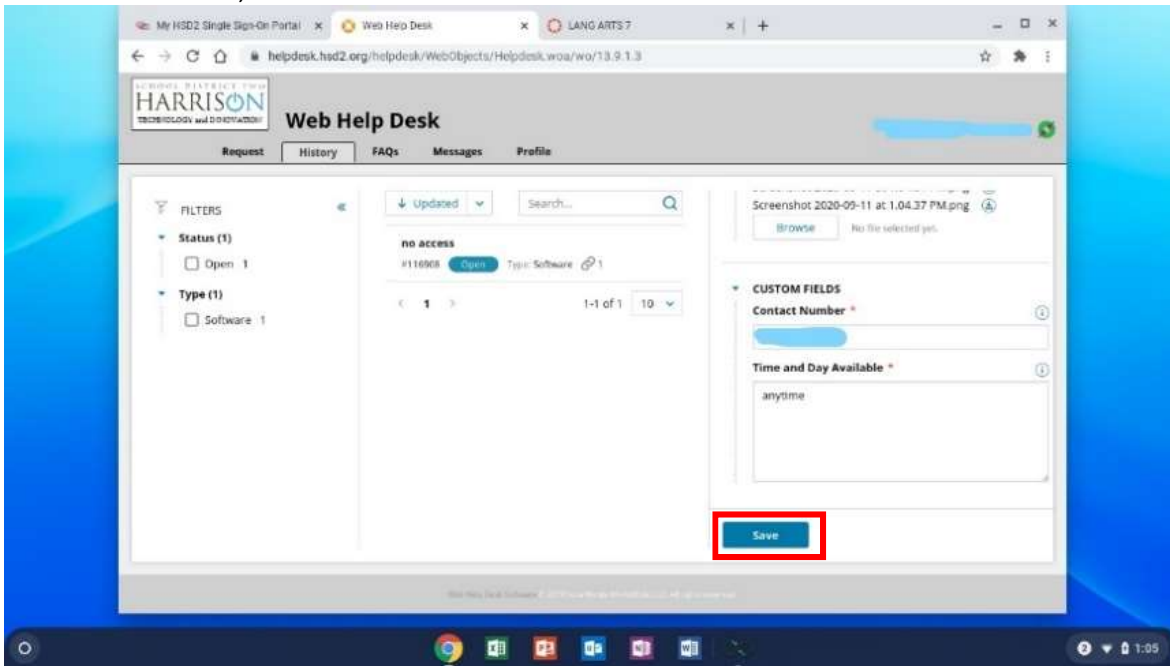 My HSD2 Single Sign-On Portal
Web Help Desk
LANG ARTS 7
helpdesk.hsd2.org/helpdesk/WebObjects/Helpdesk.woa/wo/13.9.1.3
SCHOOL DISTRICT TWO
HARRISON
TECHNOLOGY and INNOVATION
Web Help Desk
Request History FAQs Messages Profile
FILTERS
Status (1)
Open 1
Type (1)
Software 1
Updated Search...
no access
#116908 Open Type: Software 1
1 1-1 of 1 10
Screenshot 2020-09-11 at 1.04.37 PM.png
Browse No file selected yet.
CUSTOM FIELDS
Contact Number *
Time and Day Available *
anytime
Save
2 1:05